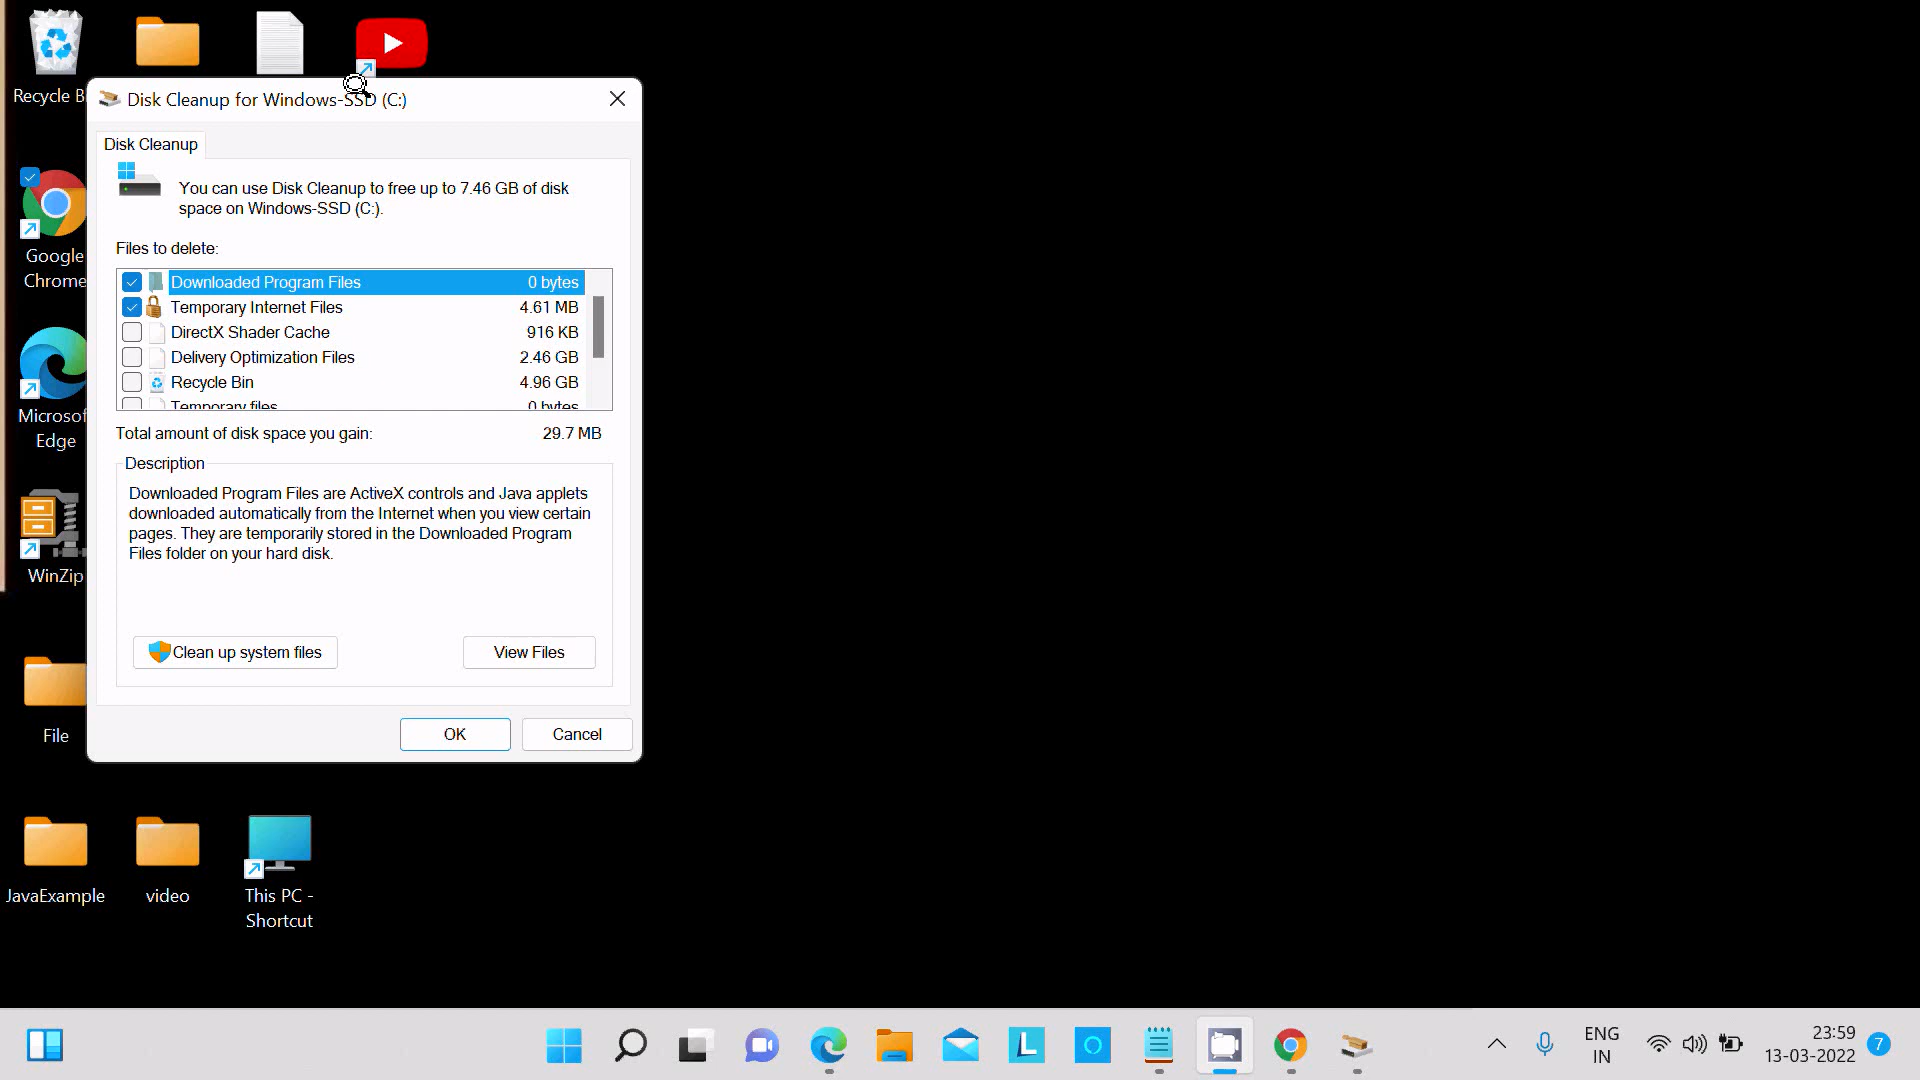 Recycle B
Disk Cleanup for Windows-SSD (C:)
Disk Cleanup
You can use Disk Cleanup to free up to 7.46 GB of disk
space on Windows-SSD (C:).
Files to delete:
Downloaded Program Files 0 bytes
Temporary Internet Files 4.61 MB
DirectX Shader Cache 916 KB
Delivery Optimization Files 2.46 GB
Recycle Bin 4.96 GB
Temporary files 0 bytes
Total amount of disk space you gain: 29.7 MB
Description
Downloaded Program Files are ActiveX controls and Java applets
downloaded automatically from the Internet when you view certain
pages. They are temporarily stored in the Downloaded Program
Files folder on your hard disk.
Clean up system files
View Files
OK
Cancel
Google
Chrome
Microsof
Edge
WinZip
File
JavaExample
video
This PC -
Shortcut
L
O
ENG
IN
23:59
13-03-2022
7